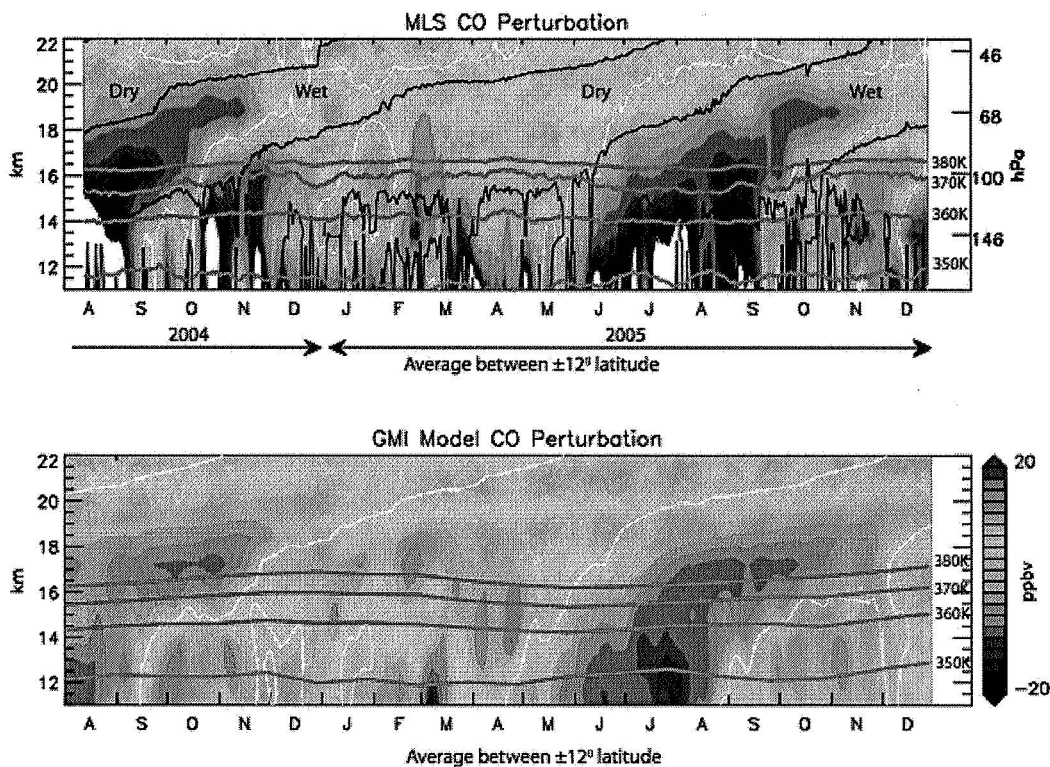 MLS CO Perturbation
22
20
18
16
14
12
km
Dry
Wet
Dry
Wet
46
68
100
146
hPa
380K
370K
360K
350K
A S O N D J F M A M J J A S O N D
2004
2005
Average between ±12⁰ latitude
GMI Model CO Perturbation
22
20
18
16
14
12
km
380K
370K
360K
350K
20
-20
ppbv
A S O N D J F M A M J J A S O N D
Average between ±12⁰ latitude